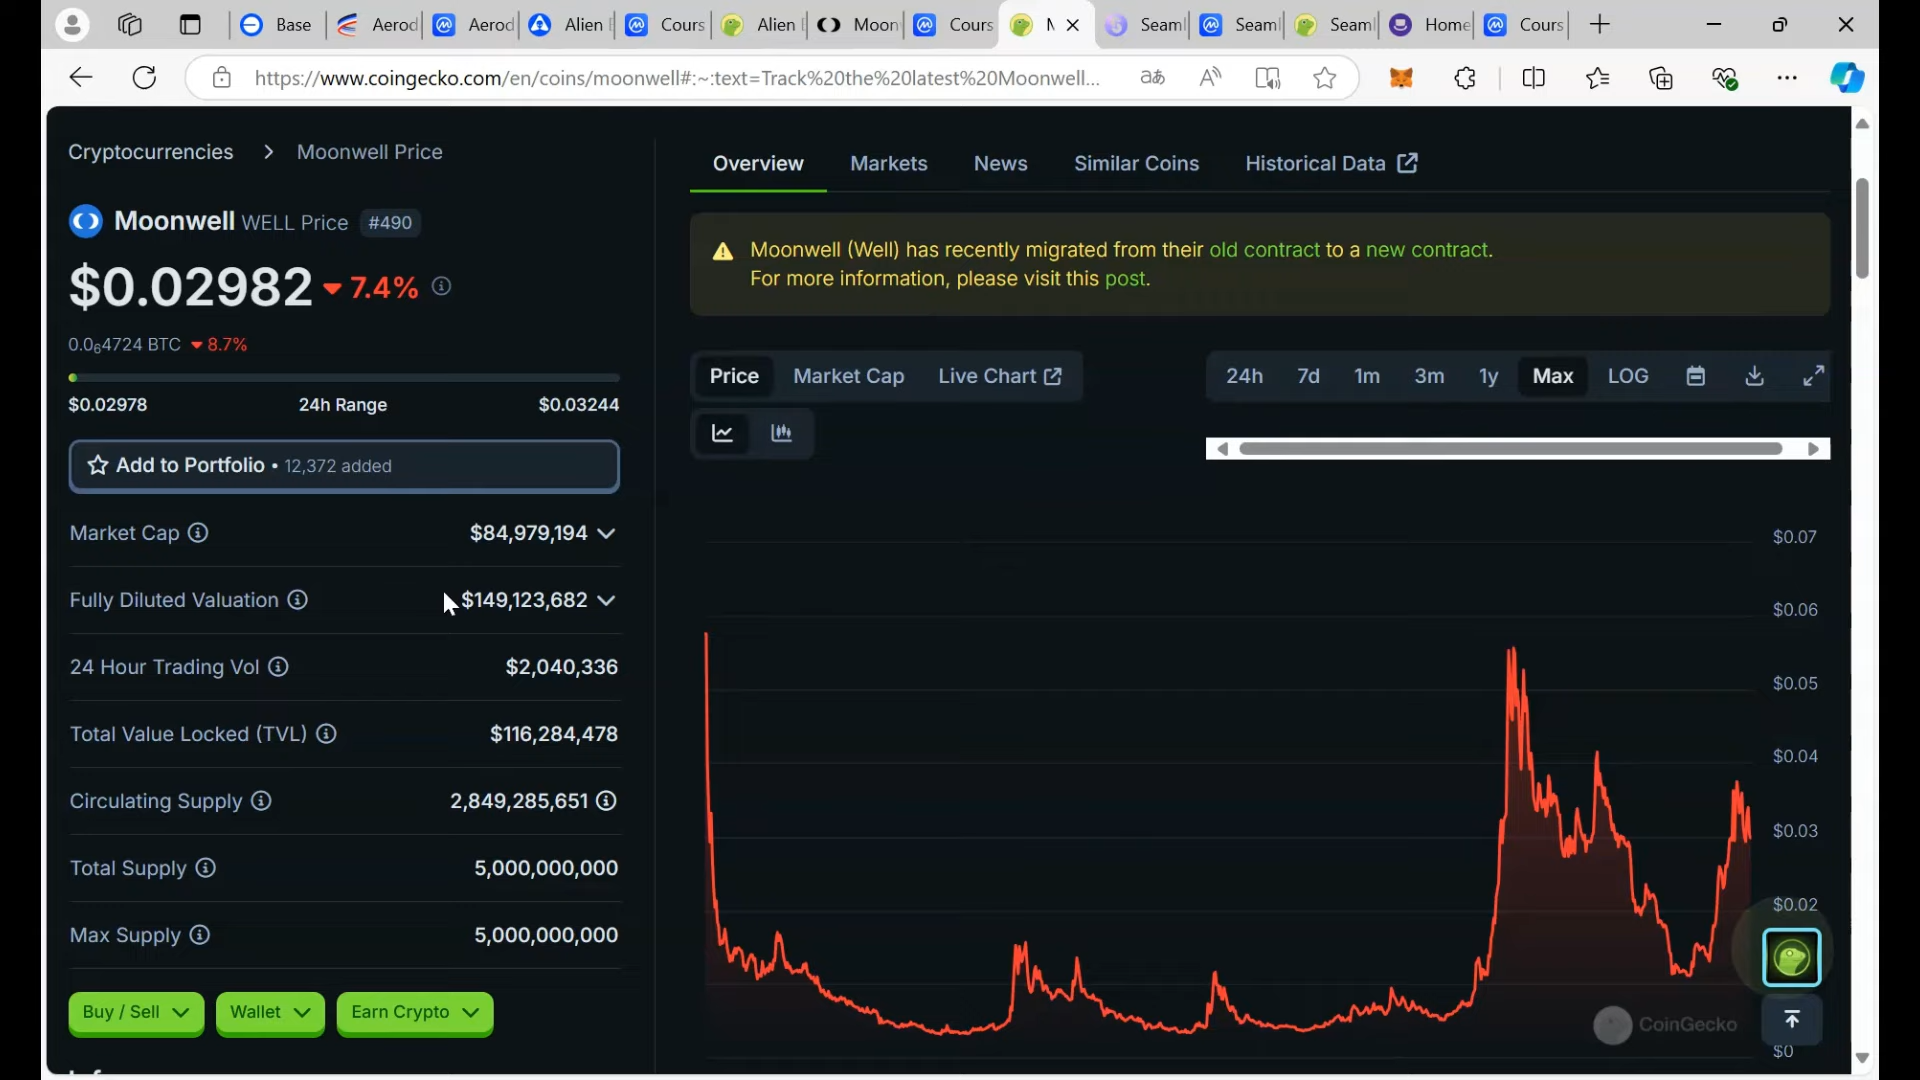 Base
Aerod
Aerod
Alien
Cours
Alien
Moon
Cours
M
Seaml
Seaml
Seaml
Home
Cours
https://www.coingecko.com/en/coins/moonwell#:~:text=Track%20the%20latest%20Moonwell...
Cryptocurrencies > Moonwell Price
Moonwell WELL Price #490
$0.02982 7.4%
0.0₆4724 BTC 8.7%
$0.02978 24h Range $0.03244
Add to Portfolio • 12,372 added
Market Cap $84,979,194
Fully Diluted Valuation $149,123,682
24 Hour Trading Vol $2,040,336
Total Value Locked (TVL) $116,284,478
Circulating Supply 2,849,285,651
Total Supply 5,000,000,000
Max Supply 5,000,000,000
Buy / Sell Wallet Earn Crypto
Overview Markets News Similar Coins Historical Data
Moonwell (Well) has recently migrated from their old contract to a new contract.
For more information, please visit this post.
Price Market Cap Live Chart
24h 7d 1m 3m 1y Max LOG
$0.07
$0.06
$0.05
$0.04
$0.03
$0.02
CoinGecko
$0